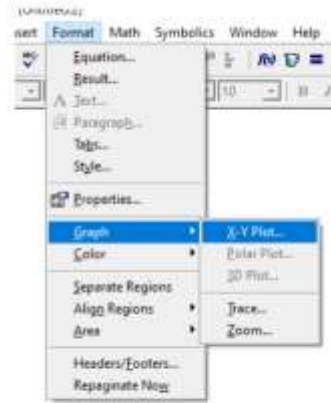 Format Math Symbolics Window Help
10
Equation...
Result...
Text...
Paragraph...
Tabs...
Style...
Properties...
Graph
Color
Separate Regions
Align Regions
Area
Headers/Footers...
Repaginate Now
X-Y Plot...
Polar Plot...
3D Plot...
Trace...
Zoom...